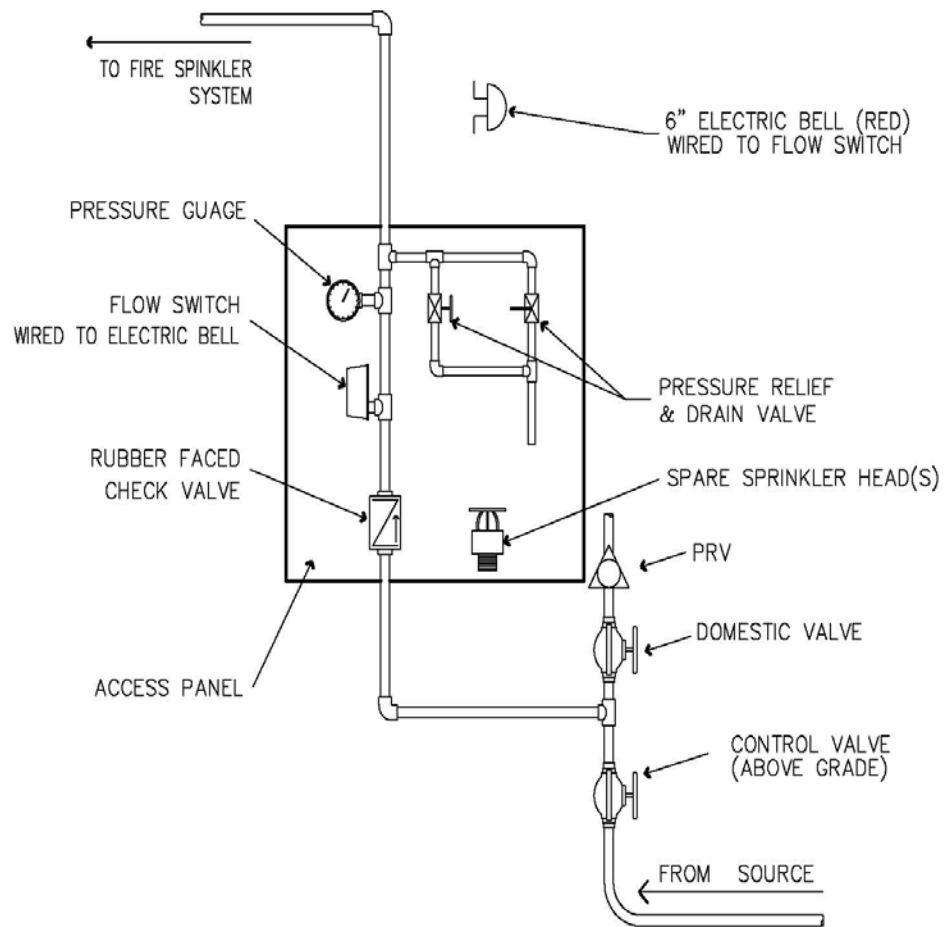 TO FIRE SPINKLER
SYSTEM
6" ELECTRIC BELL (RED)
WIRED TO FLOW SWITCH
PRESSURE GUAGE
FLOW SWITCH
WIRED TO ELECTRIC BELL
PRESSURE RELIEF
& DRAIN VALVE
RUBBER FACED
CHECK VALVE
SPARE SPRINKLER HEAD(S)
PRV
DOMESTIC VALVE
ACCESS PANEL
CONTROL VALVE
(ABOVE GRADE)
FROM SOURCE